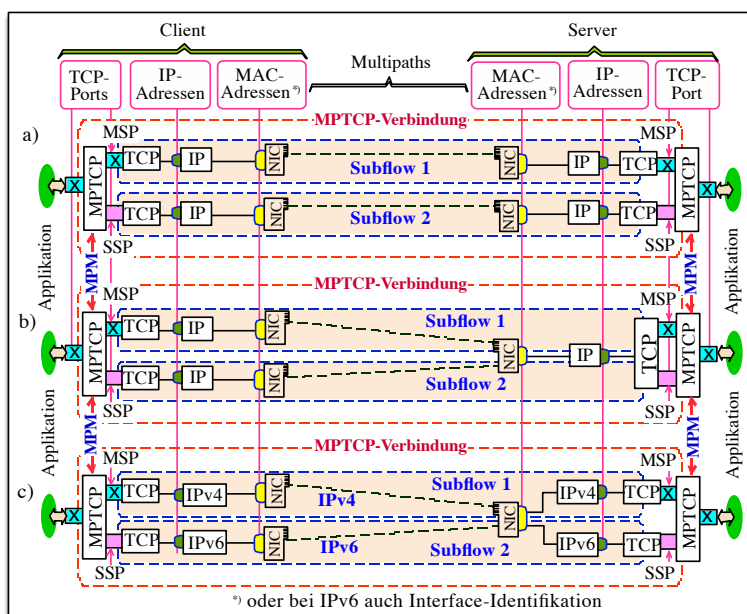 Client
Server
Multipaths
TCP-
Ports
IP-
Adressen
MAC-
Adressen*)
MAC-
Adressen*)
IP-
Adressen
TCP-
Port
MPTCP-Verbindung
a)
MSP
MSP
X
MPTCP
X
TCP
IP
NIC
Subflow 1
NIC
IP
TCP
X
MPTCP
X
TCP
IP
NIC
Subflow 2
NIC
IP
TCP
SSP
SSP
Applikation
MPM
MPM
Applikation
MPTCP-Verbindung
b)
MSP
MSP
X
MPTCP
X
TCP
IP
NIC
Subflow 1
NIC
IP
TCP
X
MPTCP
X
TCP
IP
NIC
Subflow 2
SSP
SSP
Applikation
MPM
MPM
Applikation
MPTCP-Verbindung
c)
MSP
MSP
X
MPTCP
X
TCP
IPv4
NIC
IPv4
Subflow 1
NIC
IPv4
TCP
X
MPTCP
X
TCP
IPv6
NIC
IPv6
Subflow 2
IPv6
TCP
SSP
SSP
*) oder bei IPv6 auch Interface-Identifikation